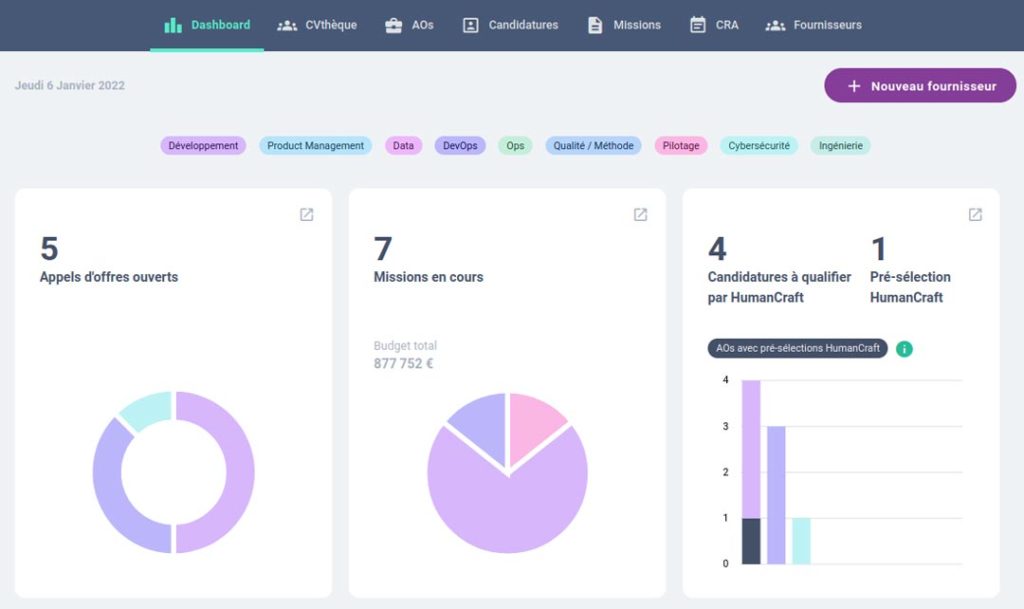 Dashboard CVthèque AOs Candidatures Missions CRA Fournisseurs
Jeudi 6 Janvier 2022
+ Nouveau fournisseur
Développement Product Management Data DevOps Ops Qualité / Méthode Pilotage Cybersécurité Ingénierie
5
Appels d'offres ouverts
7
Missions en cours
Budget total
877 752 €
4
Candidatures à qualifier
par HumanCraft
1
Pré-sélection
HumanCraft
AOs avec pré-sélections HumanCraft i
4
3
2
1
0